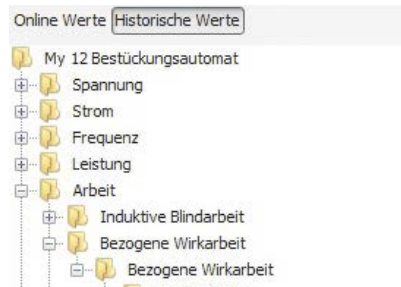 Online Werte Historische Werte
My 12 Bestückungsautomat
Spannung
Strom
Frequenz
Leistung
Arbeit
Induktive Blindarbeit
Bezogene Wirkarbeit
Bezogene Wirkarbeit